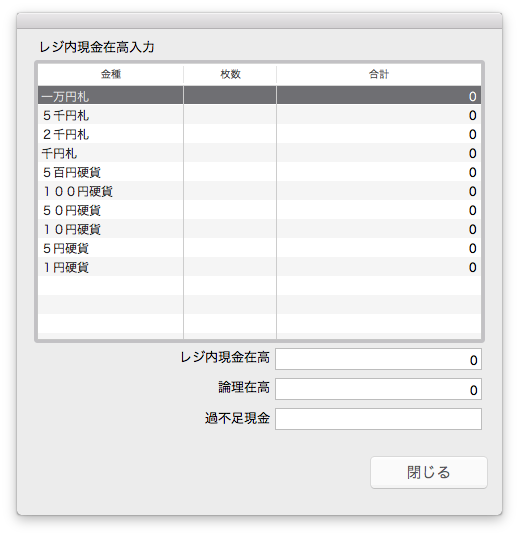 レジ内現金在高入力
金種 枚数 合計
一万円札 0
５千円札 0
２千円札 0
千円札 0
５百円硬貨 0
１００円硬貨 0
５０円硬貨 0
１０円硬貨 0
５円硬貨 0
１円硬貨 0
レジ内現金在高 0
論理在高 0
過不足現金
閉じる